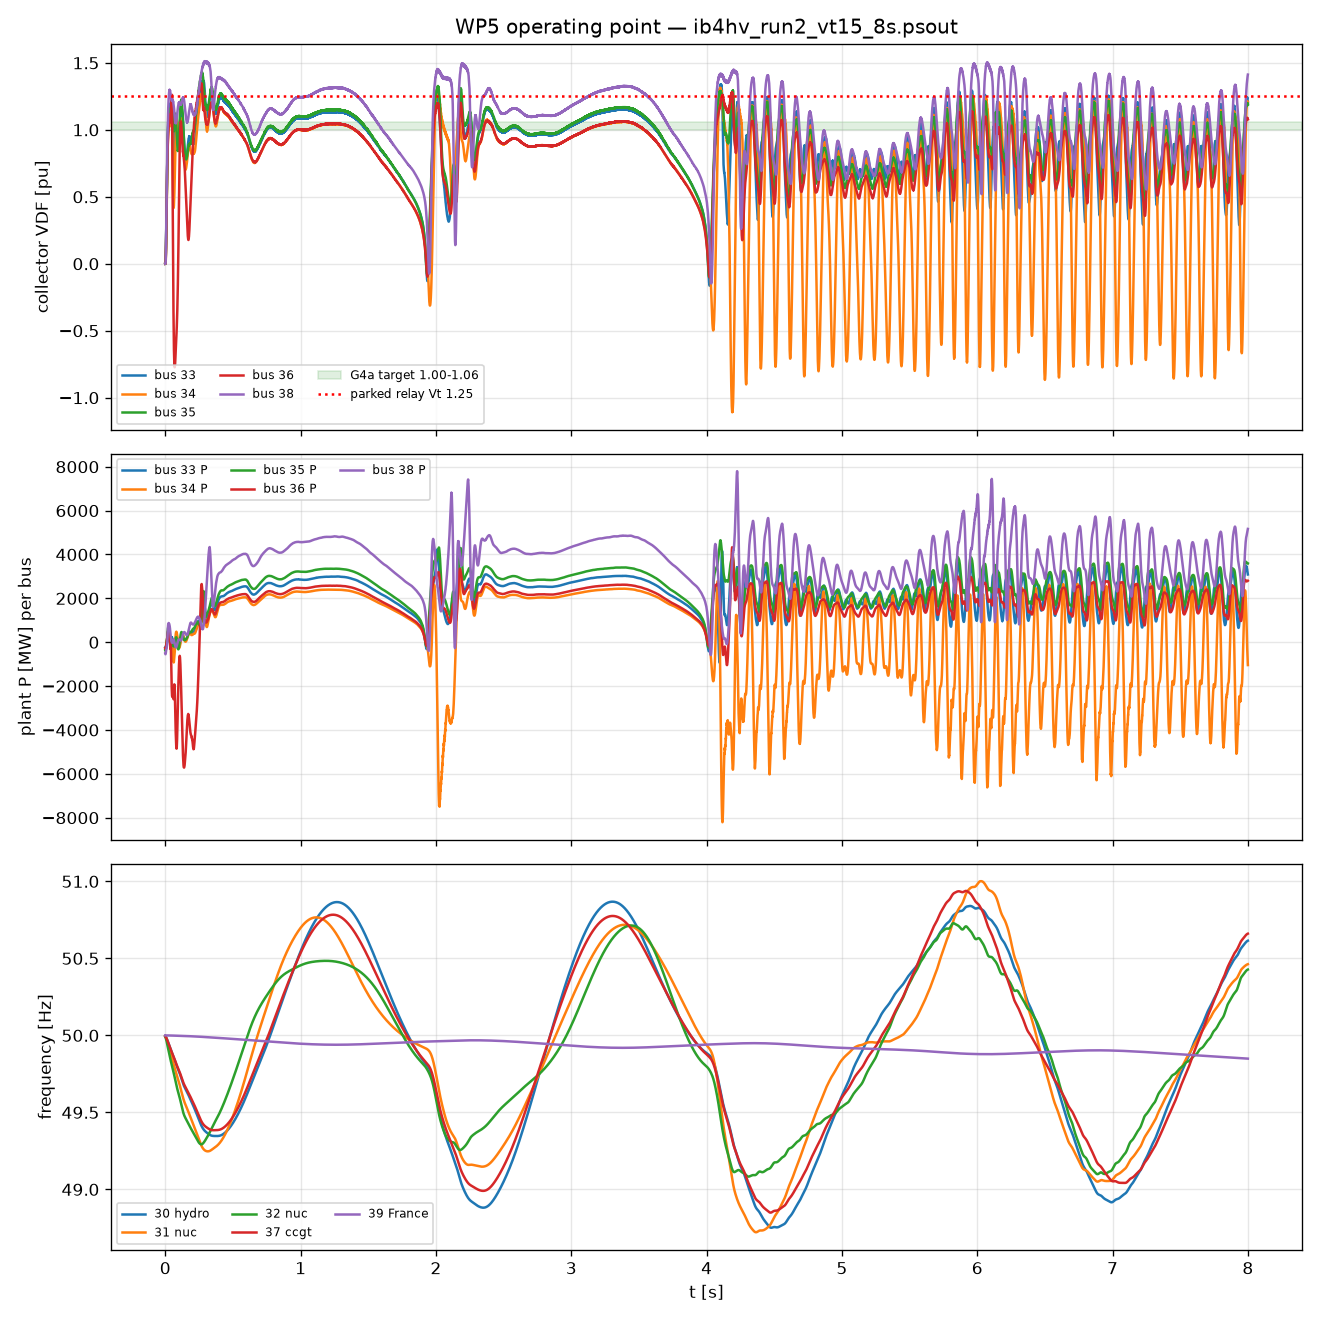 WP5 operating point — ib4hv_run2_vt15_8s.psout
collector VDF [pu]
1.5
1.0
0.5
0.0
−0.5
−1.0
bus 33
bus 34
bus 35
bus 36
bus 38
G4a target 1.00-1.06
parked relay Vt 1.25
plant P [MW] per bus
8000
6000
4000
2000
0
−2000
−4000
−6000
−8000
bus 33 P
bus 34 P
bus 35 P
bus 36 P
bus 38 P
frequency [Hz]
51.0
50.5
50.0
49.5
49.0
30 hydro
31 nuc
32 nuc
37 ccgt
39 France
0 1 2 3 4 5 6 7 8
t [s]